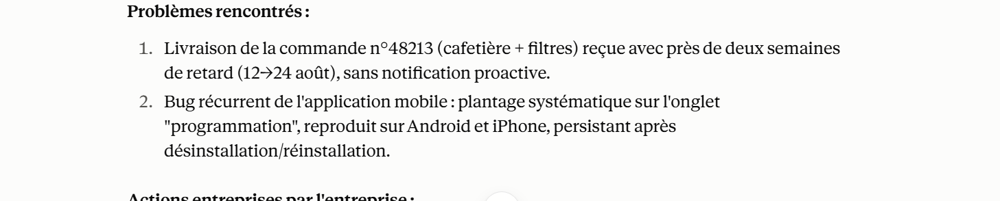 Problèmes rencontrés :
1. Livraison de la commande n°48213 (cafetière + filtres) reçue avec près de deux semaines
de retard (12→24 août), sans notification proactive.
2. Bug récurrent de l'application mobile : plantage systématique sur l'onglet
"programmation", reproduit sur Android et iPhone, persistant après
désinstallation/réinstallation.
Actions entreprises par l'entreprise :